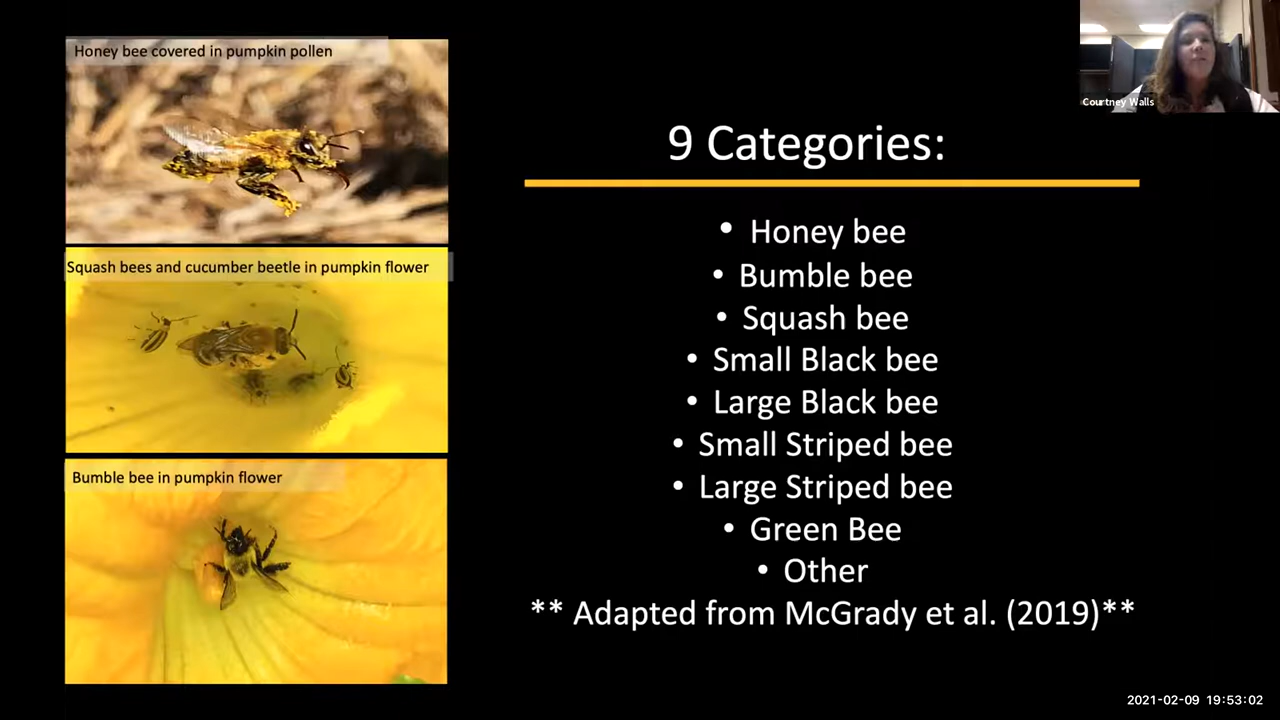 Honey bee covered in pumpkin pollen
Squash bees and cucumber beetle in pumpkin flower
Bumble bee in pumpkin flower
Courtney Walls
9 Categories:
• Honey bee
• Bumble bee
• Squash bee
• Small Black bee
• Large Black bee
• Small Striped bee
• Large Striped bee
• Green Bee
• Other
** Adapted from McGrady et al. (2019)**
2021-02-09 19:53:02